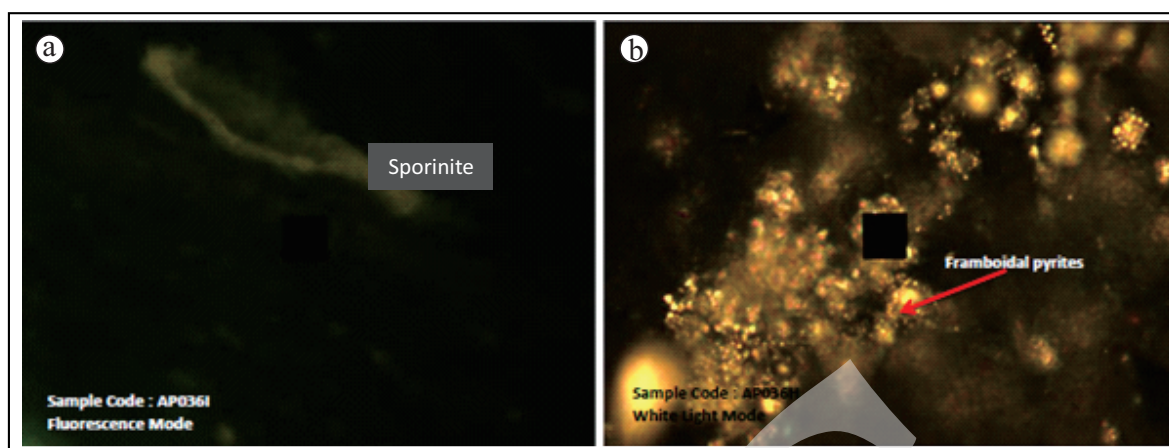 a
Sporinite
Sample Code : AP036I
Fluorescence Mode
b
Framboidal pyrites
Sample Code : AP036H
White Light Mode